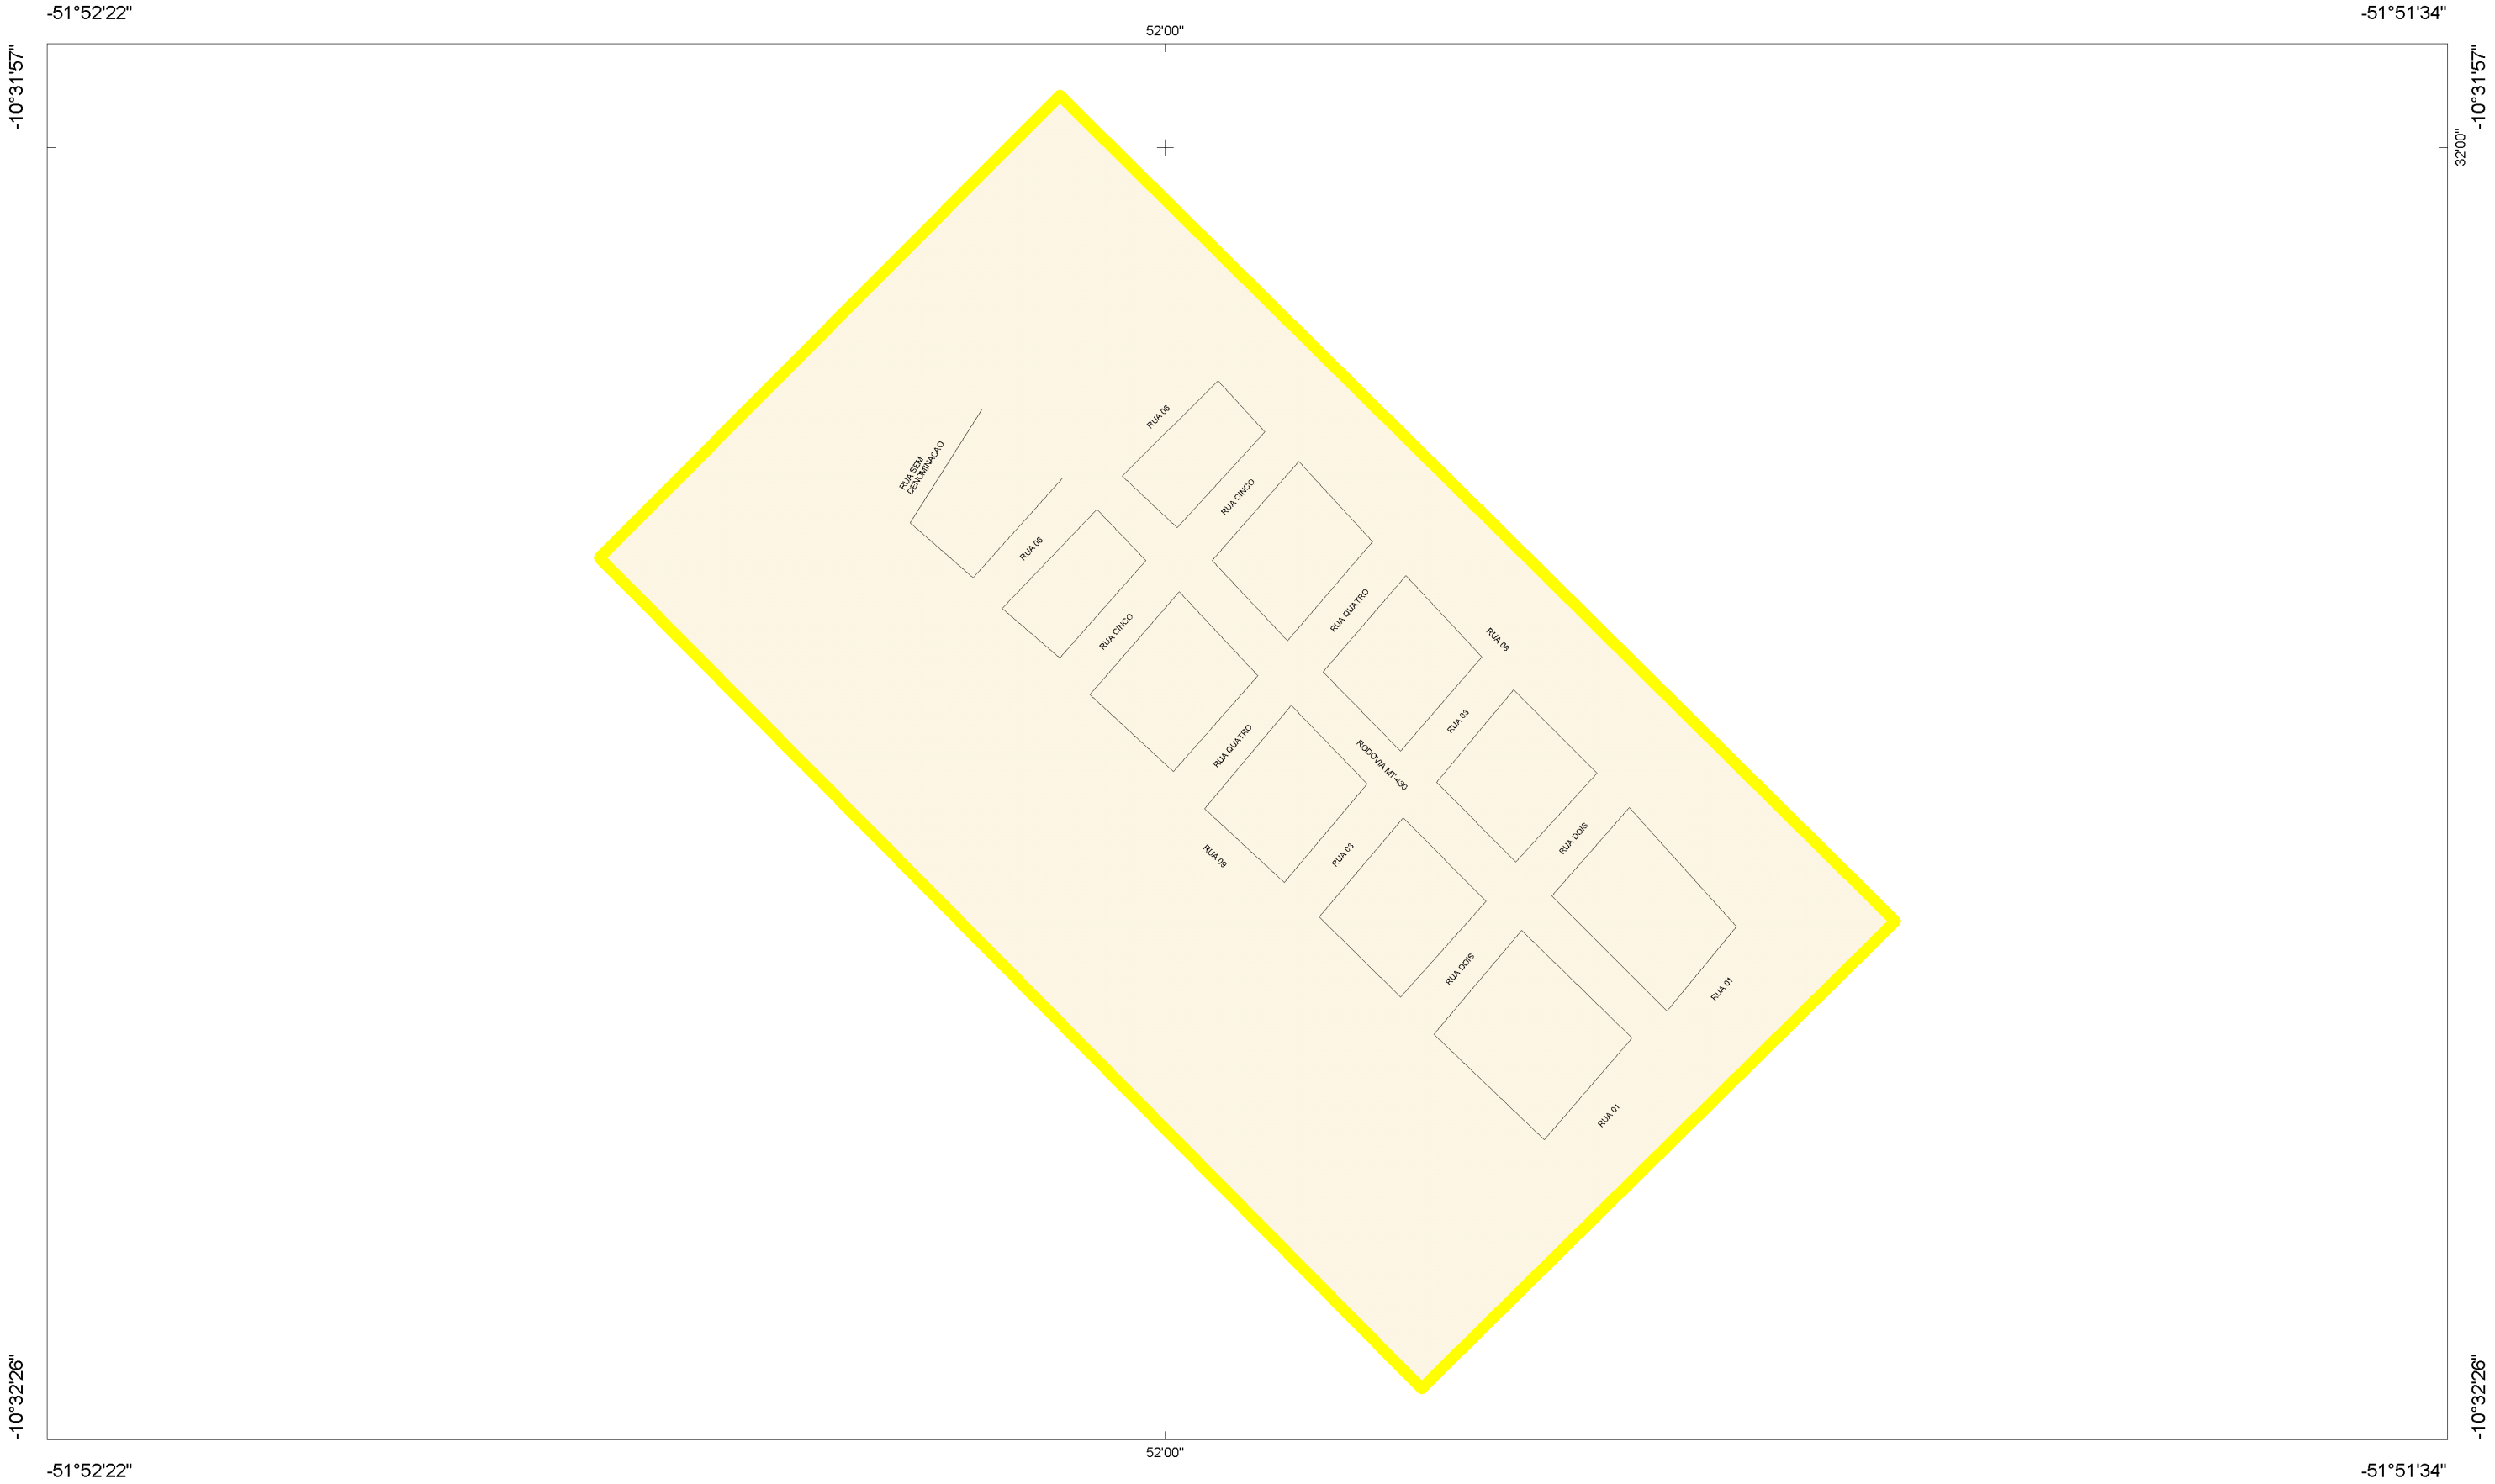 -51°52'22"
-51°51'34"
52'00"
-10°31'57"
-10°31'57"
32'00"
RUA 06
RUA SEM
DENOMINACAO
RUA CINCO
RUA 06
RUA QUATRO
RUA CINCO
RUA 08
RUA 03
RUA QUATRO
RODOVIA MT-430
RUA DOIS
RUA 03
RUA 09
RUA DOIS
RUA 01
RUA 01
-10°32'26"
-10°32'26"
52'00"
-51°52'22"
-51°51'34"